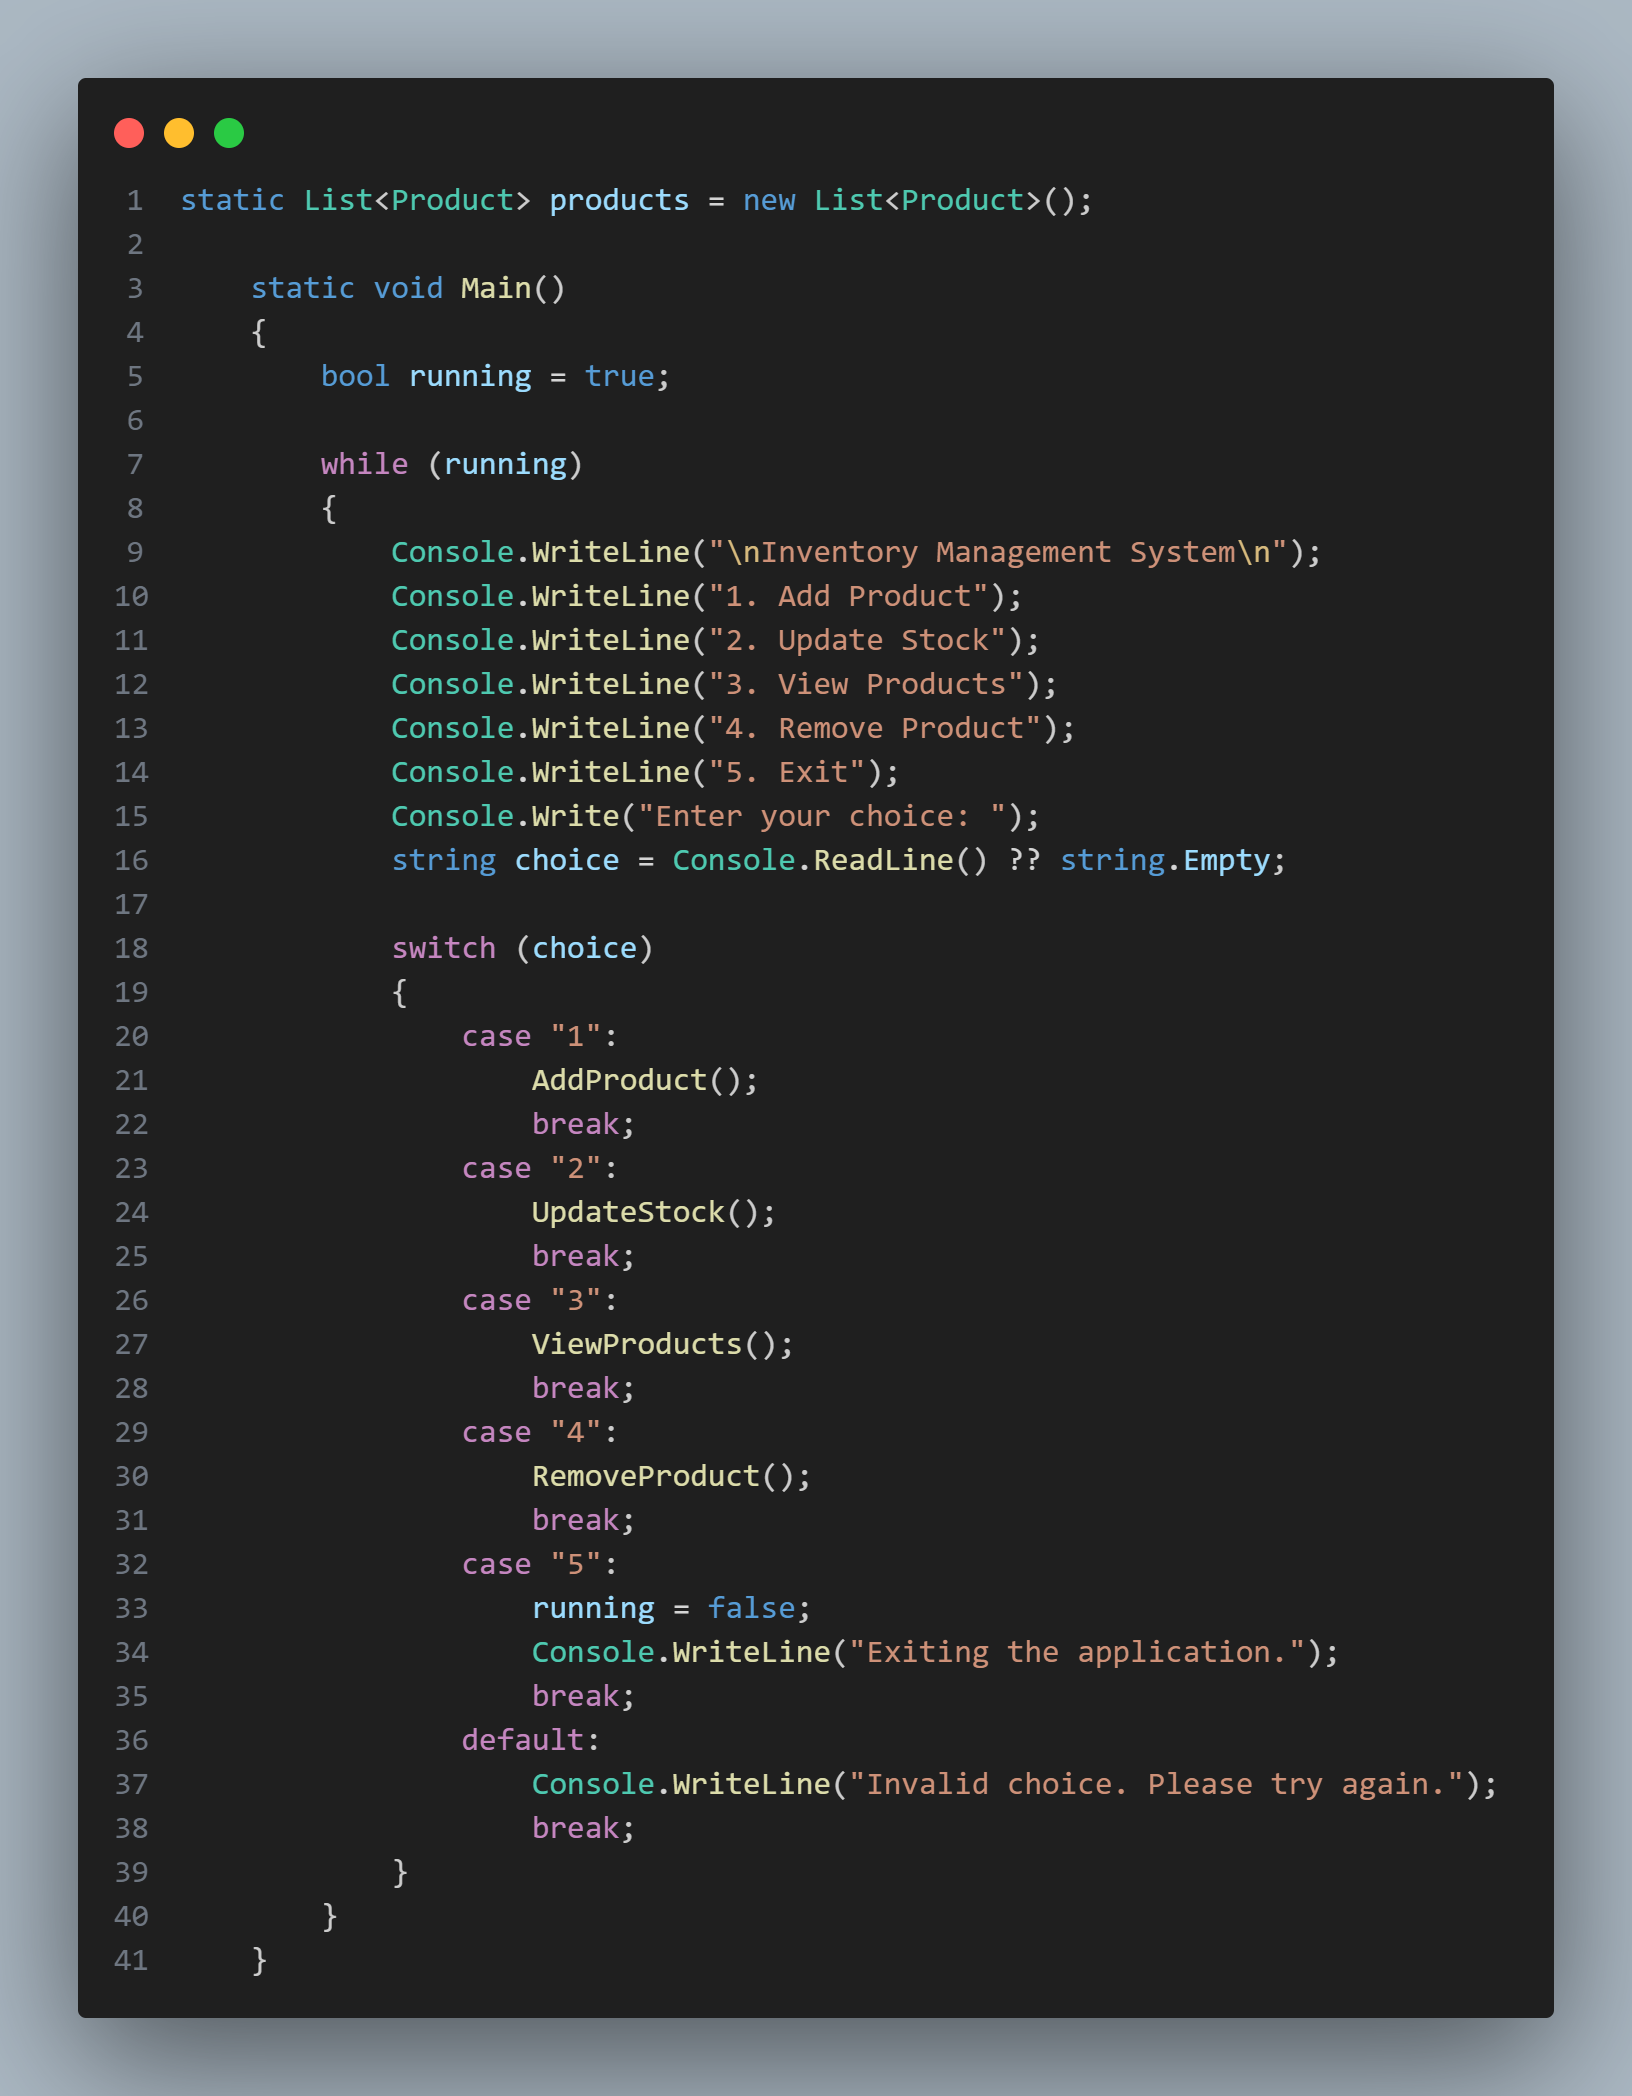 1 static List<Product> products = new List<Product>();
2
3     static void Main()
4     {
5         bool running = true;
6
7         while (running)
8         {
9             Console.WriteLine("\nInventory Management System\n");
10             Console.WriteLine("1. Add Product");
11             Console.WriteLine("2. Update Stock");
12             Console.WriteLine("3. View Products");
13             Console.WriteLine("4. Remove Product");
14             Console.WriteLine("5. Exit");
15             Console.Write("Enter your choice: ");
16             string choice = Console.ReadLine() ?? string.Empty;
17
18             switch (choice)
19             {
20                 case "1":
21                     AddProduct();
22                     break;
23                 case "2":
24                     UpdateStock();
25                     break;
26                 case "3":
27                     ViewProducts();
28                     break;
29                 case "4":
30                     RemoveProduct();
31                     break;
32                 case "5":
33                     running = false;
34                     Console.WriteLine("Exiting the application.");
35                     break;
36                 default:
37                     Console.WriteLine("Invalid choice. Please try again.");
38                     break;
39             }
40         }
41     }